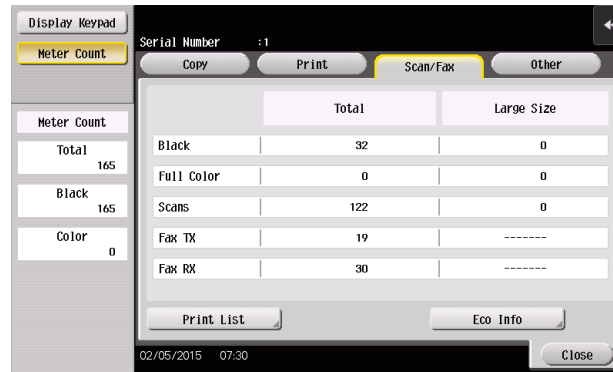 Display Keypad
Meter Count
Serial Number :1
Copy Print Scan/Fax Other
Total Large Size
Black 32 0
Full Color 0 0
Scans 122 0
Fax TX 19 -------
Fax RX 30 -------
Meter Count
Total
165
Black
165
Color
0
Print List Eco Info
02/05/2015 07:30
Close